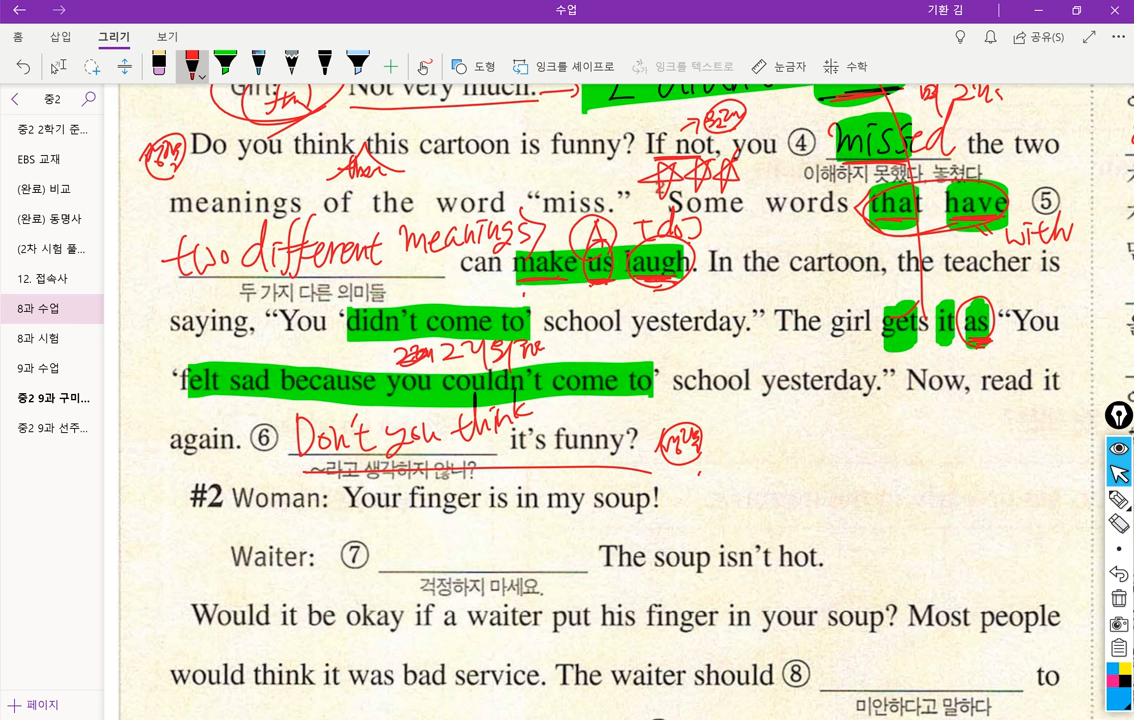 수업
기환 김
홈 삽입 그리기 보기
공유(S)
도형 잉크를 셰이프로 잉크를 텍스트로 눈금자 수학
중2
중2 2학기 준...
EBS 교재
(완료) 비교
(완료) 동명사
(2차 시험 풀...
12. 접속사
8과 수업
8과 시험
9과 수업
중2 9과 구미...
중2 9과 선주...
페이지
Girl: Not very much.
Do you think this cartoon is funny? If not, you ④ missed the two
that
이해하지 못했다, 놓쳤다
meanings of the word “miss.” Some words that have ⑤
with
two different meanings can make us laugh. In the cartoon, the teacher is
두 가지 다른 의미들
saying, “You ‘didn’t come to’ school yesterday.” The girl gets it as “You
‘felt sad because you couldn’t come to’ school yesterday.” Now, read it
again. ⑥ Don't you think it’s funny?
~라고 생각하지 않니?
#2 Woman: Your finger is in my soup!
Waiter: ⑦ The soup isn’t hot.
걱정하지 마세요.
Would it be okay if a waiter put his finger in your soup? Most people
would think it was bad service. The waiter should ⑧ to
미안하다고 말하다